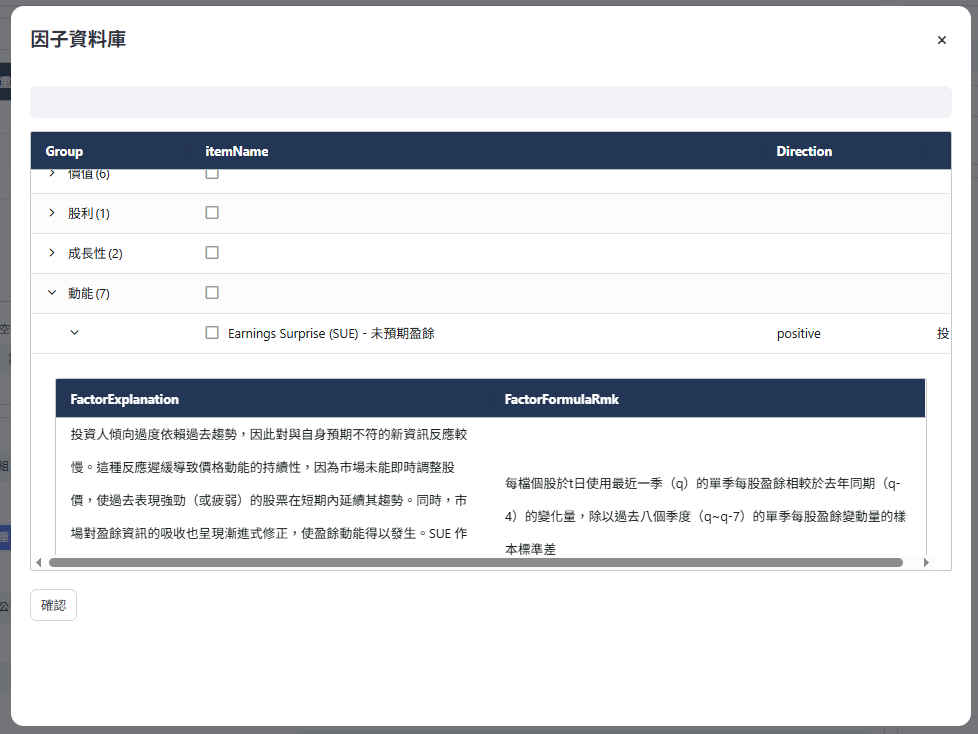 因子資料庫
×
Group itemName Direction
價值(6)
股利(1)
成長性(2)
動能(7)
Earnings Surprise (SUE) - 未預期盈餘 positive 投
FactorExplanation FactorFormulaRmk
投資人傾向過度依賴過去趨勢，因此對與自身預期不符的新資訊反應較
慢。這種反應遲緩導致價格動能的持續性，因為市場未能即時調整股
價，使過去表現強勁（或疲弱）的股票在短期內延續其趨勢。同時，市
場對盈餘資訊的吸收也呈現漸進式修正，使盈餘動能得以發生。SUE 作
每檔個股於t日使用最近一季（q）的單季每股盈餘相較於去年同期（q-
4）的變化量，除以過去八個季度（q~q-7）的單季每股盈餘變動量的樣
本標準差
確認
空
組
公